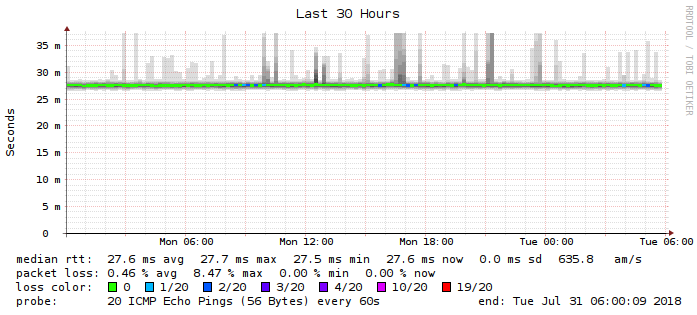 Last 30 Hours
RRDTOOL / TOBI OETIKER
Seconds
35 m
30 m
25 m
20 m
15 m
10 m
5 m
0
Mon 06:00 Mon 12:00 Mon 18:00 Tue 00:00 Tue 06:00
median rtt: 27.6 ms avg 27.7 ms max 27.5 ms min 27.6 ms now 0.0 ms sd 635.8 am/s
packet loss: 0.46 % avg 8.47 % max 0.00 % min 0.00 % now
loss color: 0 1/20 2/20 3/20 4/20 10/20 19/20
probe: 20 ICMP Echo Pings (56 Bytes) every 60s end: Tue Jul 31 06:00:09 2018